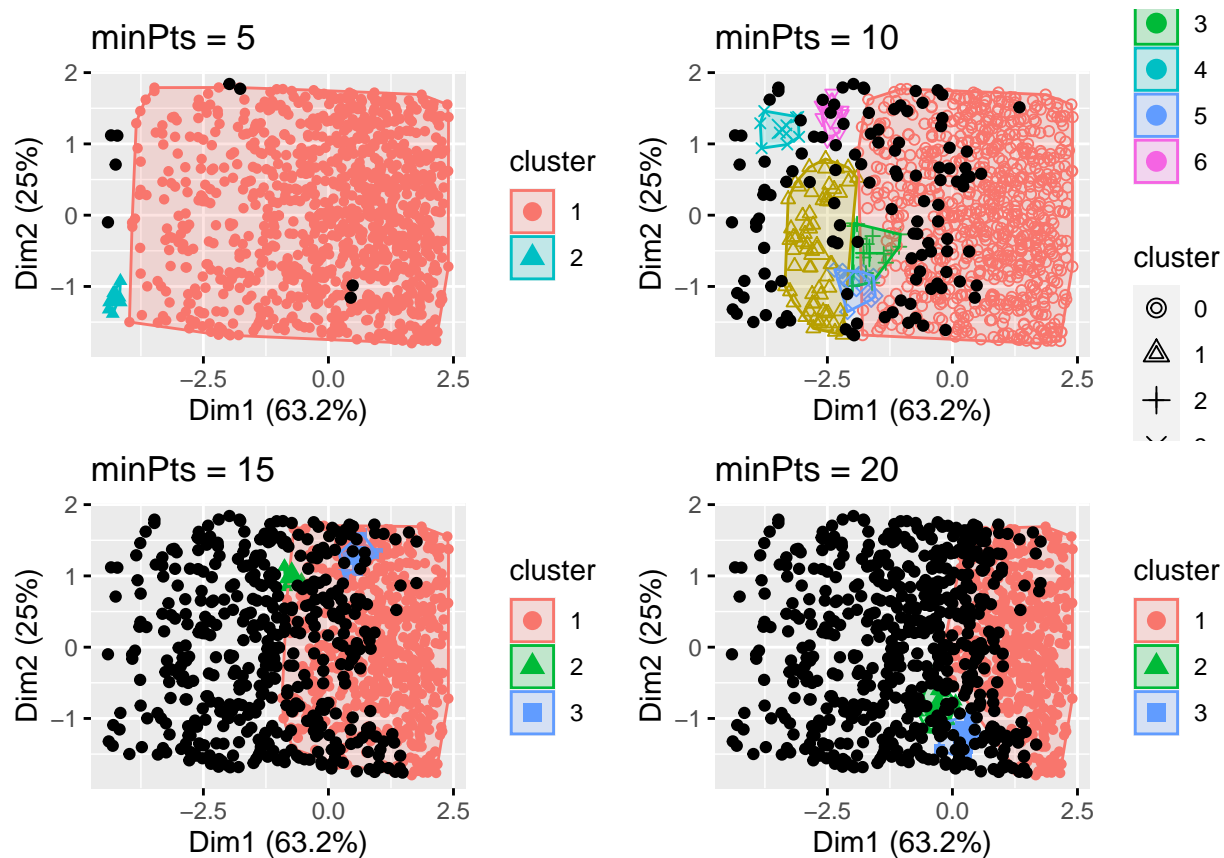 minPts = 5
2
1
0
−1
−2.5
0.0
2.5
Dim1 (63.2%)
Dim2 (25%)
cluster
1
2
minPts = 10
2
1
0
−1
−2.5
0.0
2.5
Dim1 (63.2%)
Dim2 (25%)
3
4
5
6
cluster
0
1
2
minPts = 15
2
1
0
−1
−2.5
0.0
2.5
Dim1 (63.2%)
Dim2 (25%)
cluster
1
2
3
minPts = 20
2
1
0
−1
−2.5
0.0
2.5
Dim1 (63.2%)
Dim2 (25%)
cluster
1
2
3